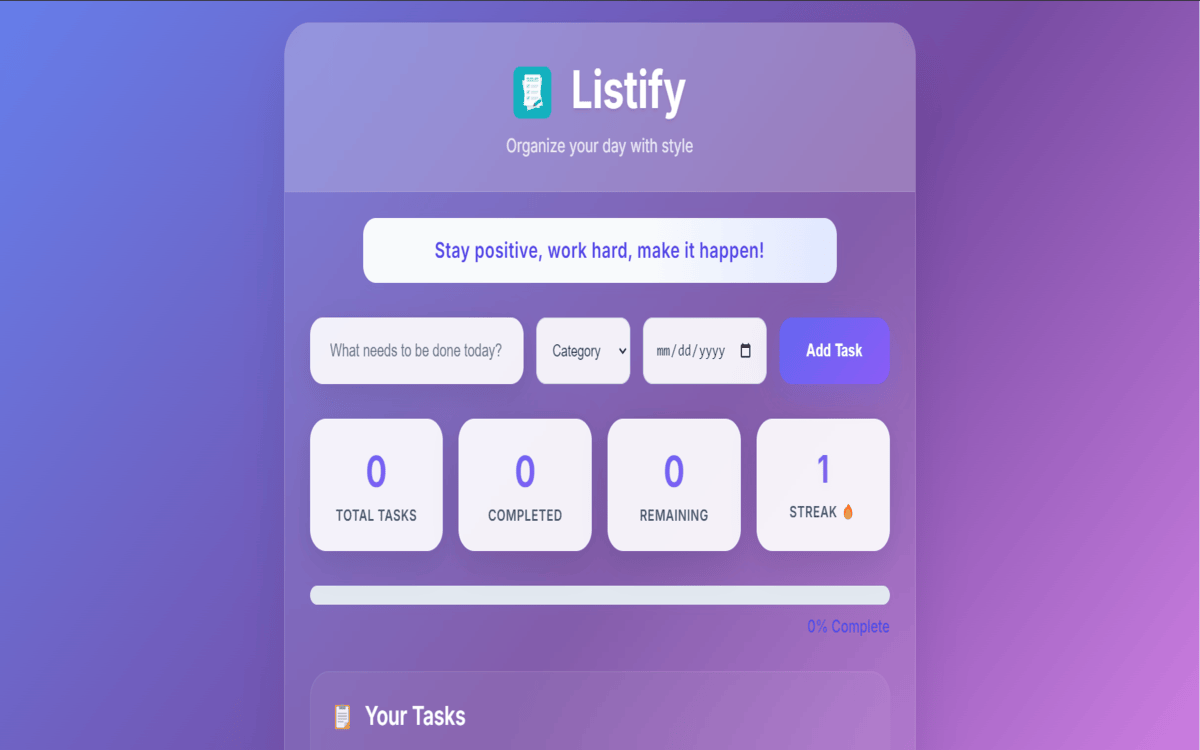 Listify
Organize your day with style
Stay positive, work hard, make it happen!
What needs to be done today?
Category
mm/dd/yyyy
Add Task
0
TOTAL TASKS
0
COMPLETED
0
REMAINING
1
STREAK 🔥
0% Complete
📋 Your Tasks